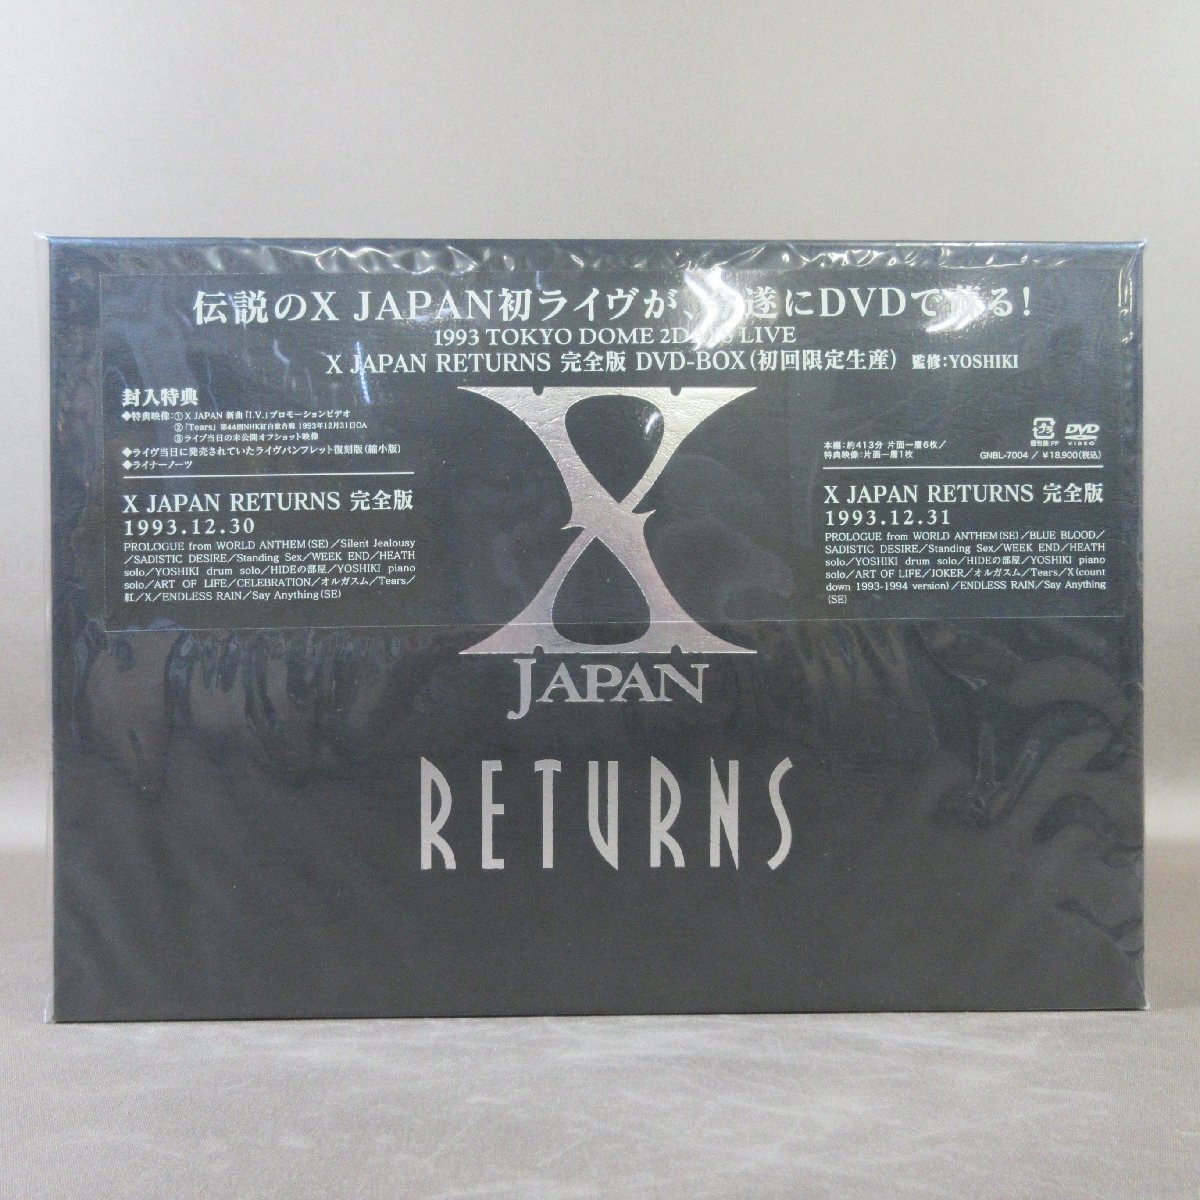 伝説のX JAPAN初ライヴが、遂にDVDで る!
1993 TOKYO DOME LIVE
X JAPAN RETURNS 完全版 DVD-BOX(初回限定生産) 監修:YOSHIKI
封入特典
◆特典映像:①X JAPAN 新曲「I.V.」プロモーションビデオ
②「Tears」第44回NHK紅白歌合戦 1993年12月31日OA
③ライブ当日の未公開オフショット映像
◆ライヴ当日に発売されていたライヴパンフレット復刻版(縮小版)
◆ライナーノーツ
X JAPAN RETURNS 完全版
1993.12.30
PROLOGUE from WORLD ANTHEM(SE)/Silent Jealousy
/SADISTIC DESIRE/Standing Sex/WEEK END/HEATH
solo/YOSHIKI drum solo/HIDEの部屋/YOSHIKI piano
solo/ART OF LIFE/CELEBRATION/オルガスム/Tears/
紅/X/ENDLESS RAIN/Say Anything(SE)
個包装:PP
DVD
VIDEO
本編:約413分 片面一層6枚/
特典映像:片面一層1枚
GNBL-7004 / ¥18,900(税込)
X JAPAN RETURNS 完全版
1993.12.31
PROLOGUE from WORLD ANTHEM(SE)/BLUE BLOOD/
SADISTIC DESIRE/Standing Sex/WEEK END/HEATH
solo/YOSHIKI drum solo/HIDEの部屋/YOSHIKI piano
solo/ART OF LIFE/JOKER/オルガスム/Tears/X(count
down 1993-1994 version)/ENDLESS RAIN/Say Anything
(SE)
X
JAPAN
RETURNS